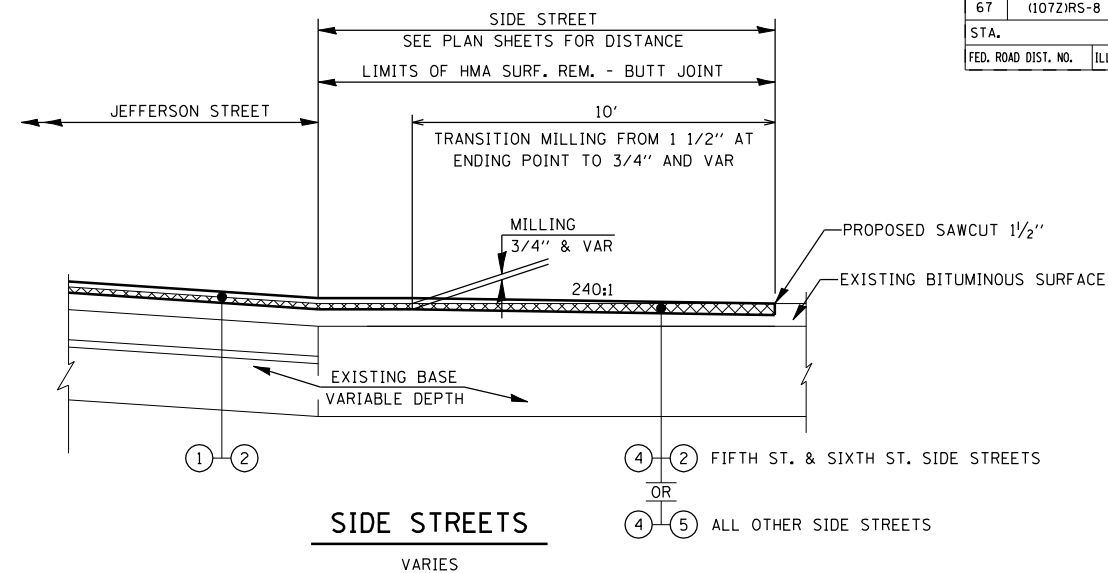 67 (107Z)RS-8
STA.
FED. ROAD DIST. NO. ILL
SIDE STREET
SEE PLAN SHEETS FOR DISTANCE
LIMITS OF HMA SURF. REM. - BUTT JOINT
JEFFERSON STREET
10'
TRANSITION MILLING FROM 1 1/2" AT
ENDING POINT TO 3/4" AND VAR
MILLING
3/4" & VAR
PROPOSED SAWCUT 1 1/2"
240:1
EXISTING BITUMINOUS SURFACE
EXISTING BASE
VARIABLE DEPTH
1 2
4 2 FIFTH ST. & SIXTH ST. SIDE STREETS
OR
4 5 ALL OTHER SIDE STREETS
SIDE STREETS
VARIES